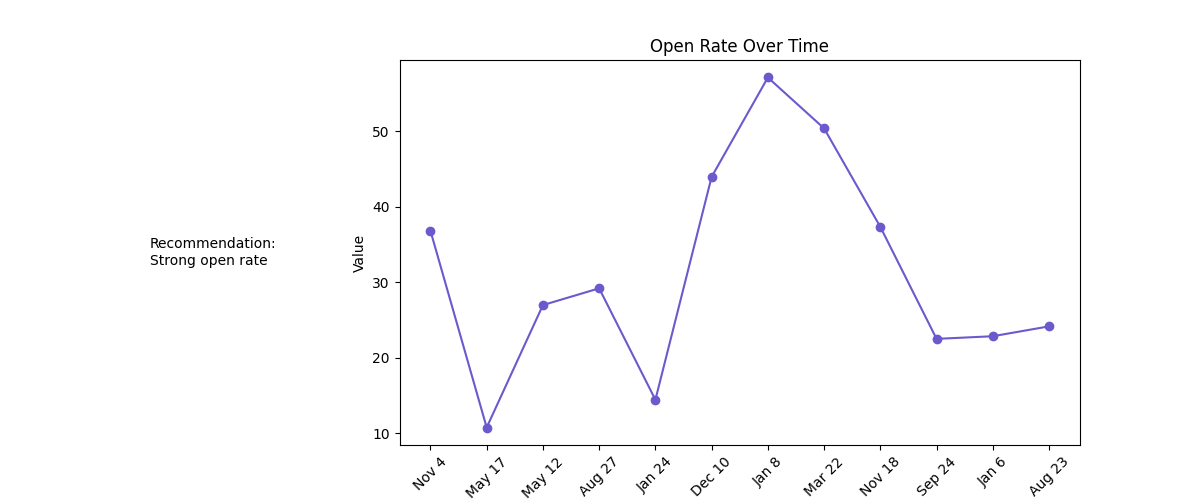 Open Rate Over Time
Recommendation:
Strong open rate
Value
50
40
30
20
10
Nov 4
May 17
May 12
Aug 27
Jan 24
Dec 10
Jan 8
Mar 22
Nov 18
Sep 24
Jan 6
Aug 23